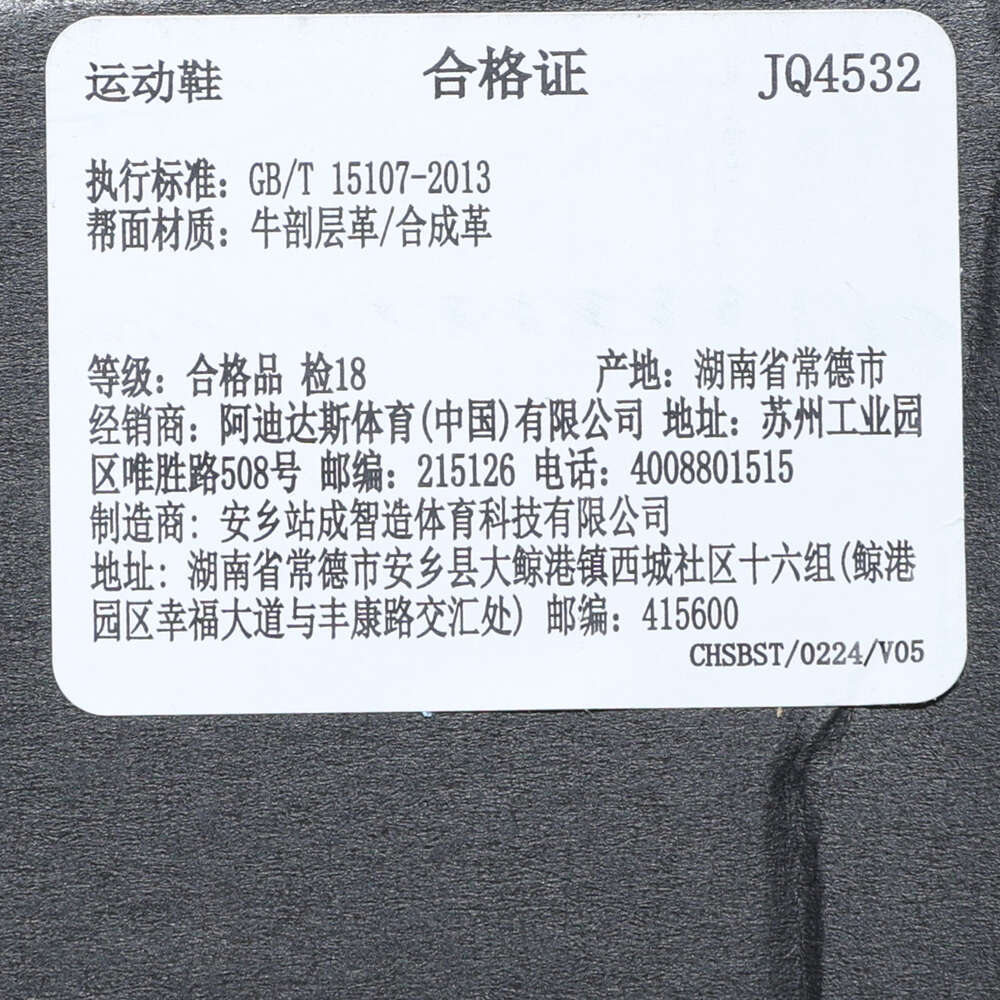 运动鞋 合格证 JQ4532
执行标准：GB/T 15107-2013
帮面材质：牛剖层革/合成革
等级：合格品 检18 产地：湖南省常德市
经销商：阿迪达斯体育(中国)有限公司 地址：苏州工业园
区唯胜路508号 邮编：215126 电话：4008801515
制造商：安乡站成智造体育科技有限公司
地址：湖南省常德市安乡县大鲸港镇西城社区十六组(鲸港
园区幸福大道与丰康路交汇处) 邮编：415600
CHSBST/0224/V05